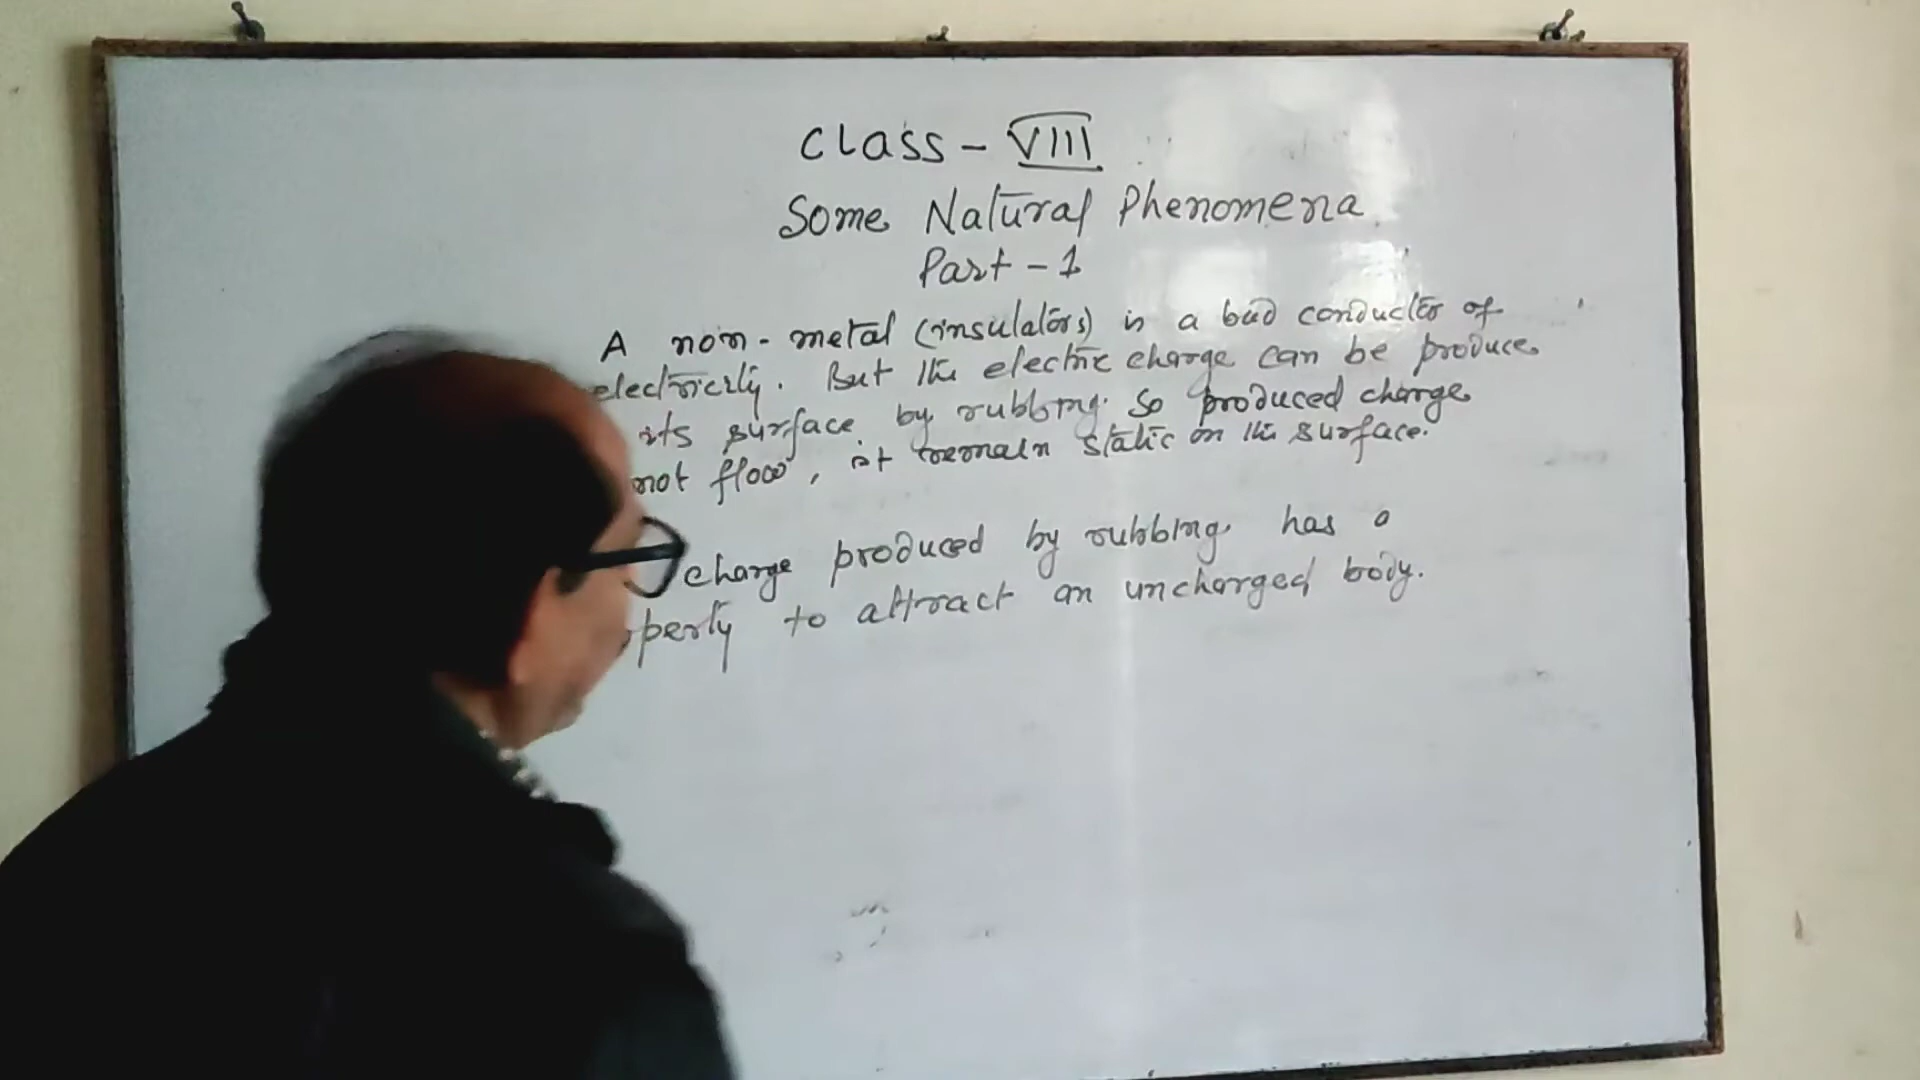 Class - VIII
Some Natural Phenomena
Part - 1
A non-metal (insulators) is a bad conductor of
electricity. But the electric charge can be produce
its surface by rubbing. So produced charge
not flow, it remain static on the surface.
charge produced by rubbing has a
perty to attract an uncharged body.